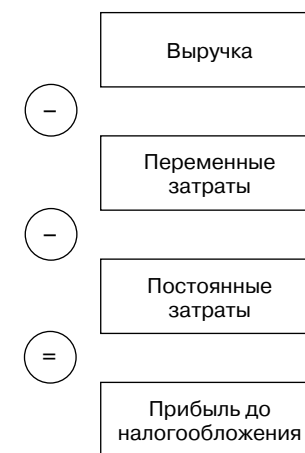 Выручка
–
Переменные
затраты
–
Постоянные
затраты
=
Прибыль до
налогообложения